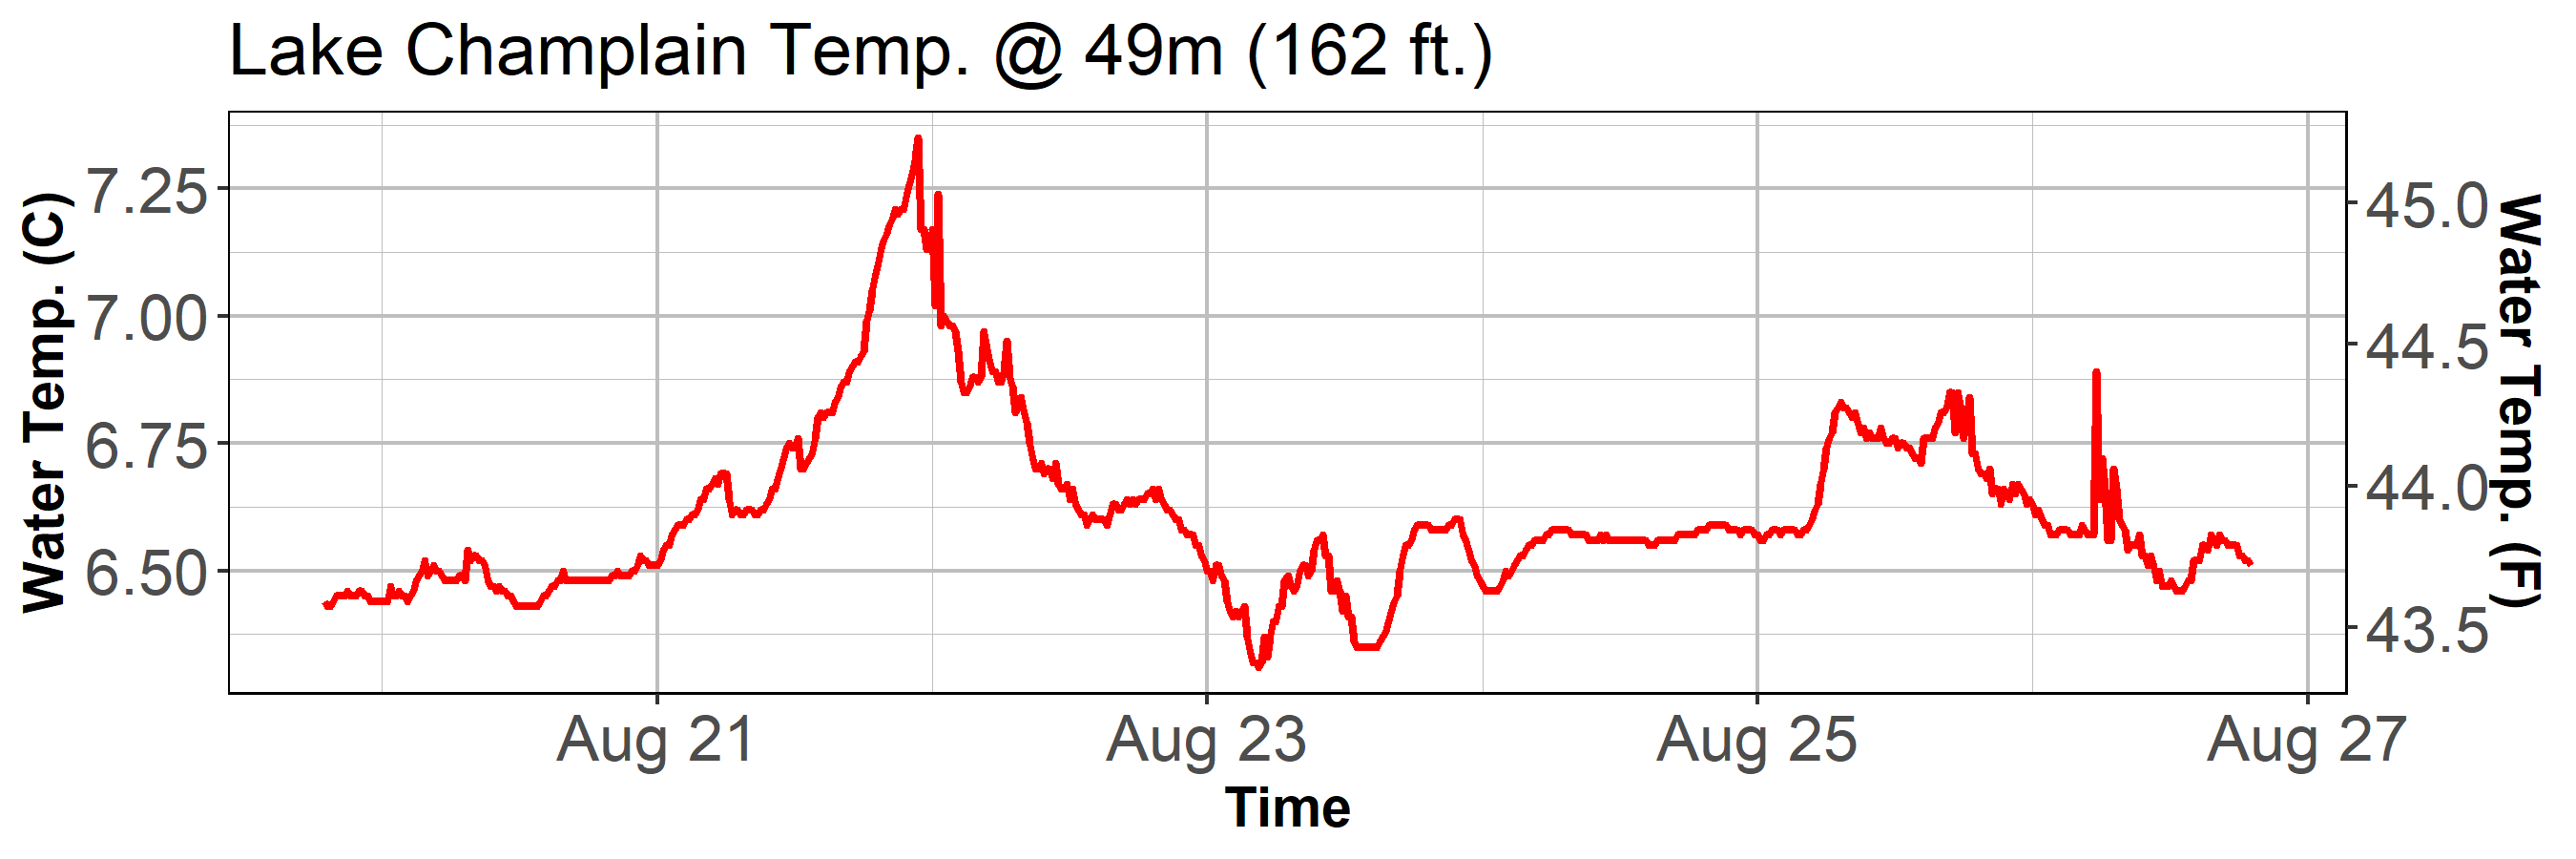 Lake Champlain Temp. @ 49m (162 ft.)
Water Temp. (C)
7.25
7.00
6.75
6.50
45.0
44.5
44.0
43.5
Water Temp. (F)
Aug 21
Aug 23
Aug 25
Aug 27
Time